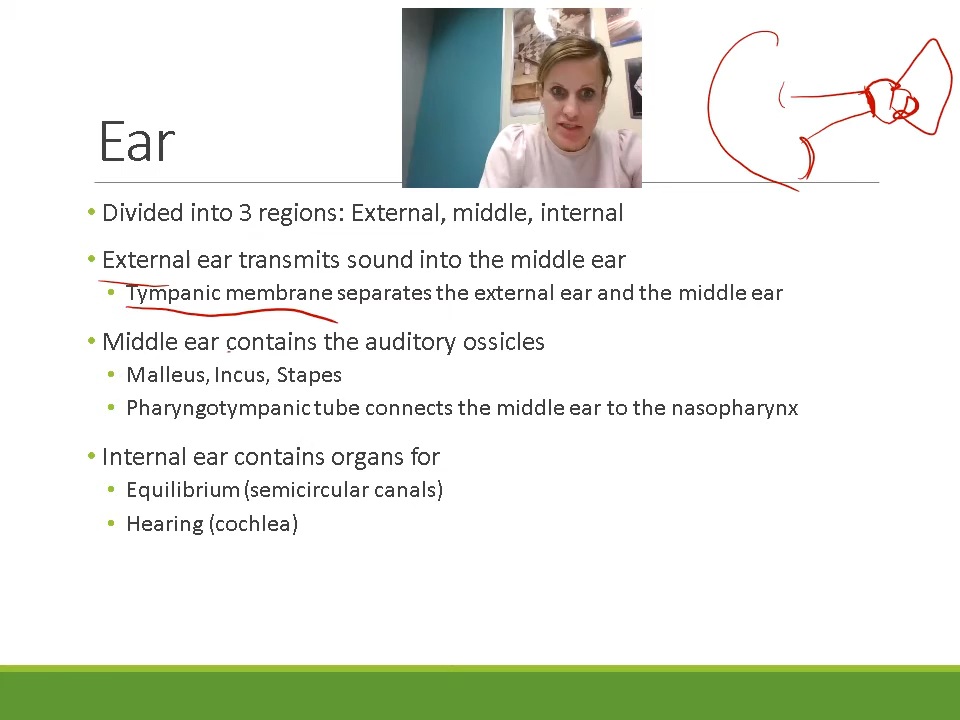 Ear
• Divided into 3 regions: External, middle, internal
• External ear transmits sound into the middle ear
• Tympanic membrane separates the external ear and the middle ear
• Middle ear contains the auditory ossicles
• Malleus, Incus, Stapes
• Pharyngotympanic tube connects the middle ear to the nasopharynx
• Internal ear contains organs for
• Equilibrium (semicircular canals)
• Hearing (cochlea)